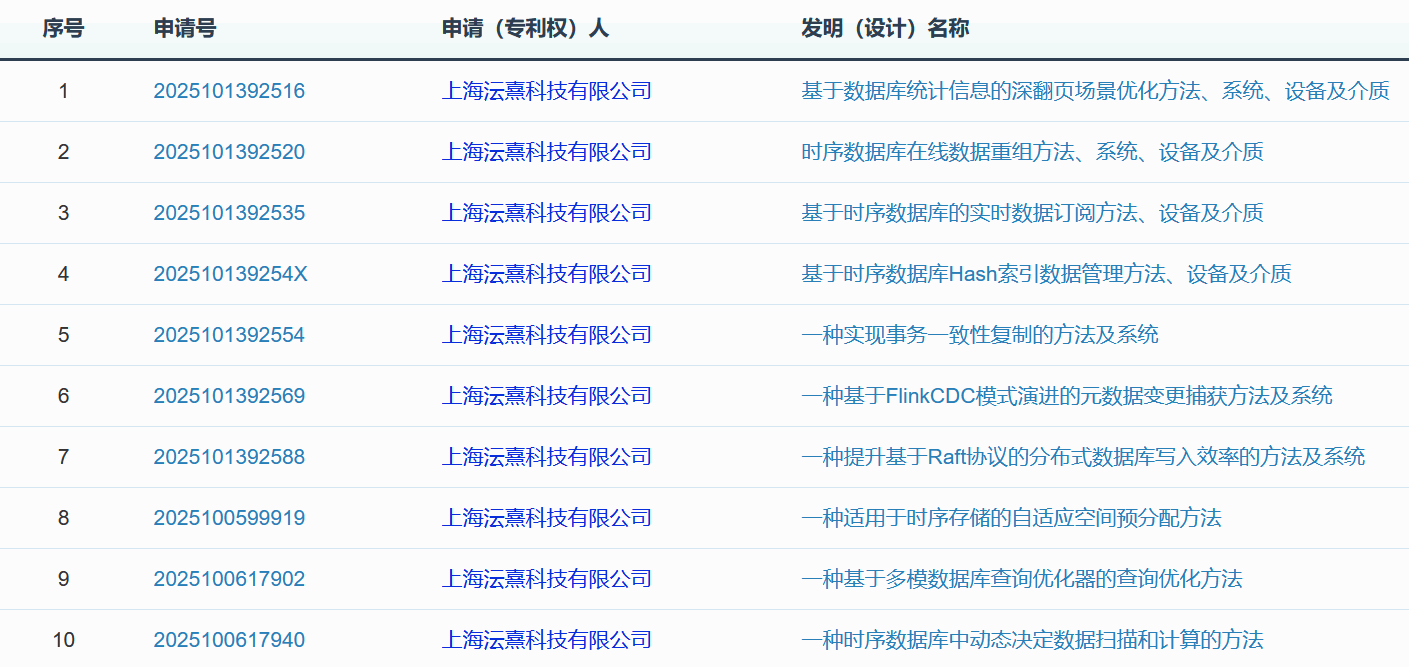 序号 申请号 申请（专利权）人 发明（设计）名称
1 2025101392516 上海沄熹科技有限公司 基于数据库统计信息的深翻页场景优化方法、系统、设备及介质
2 2025101392520 上海沄熹科技有限公司 时序数据库在线数据重组方法、系统、设备及介质
3 2025101392535 上海沄熹科技有限公司 基于时序数据库的实时数据订阅方法、设备及介质
4 202510139254X 上海沄熹科技有限公司 基于时序数据库Hash索引数据管理方法、设备及介质
5 2025101392554 上海沄熹科技有限公司 一种实现事务一致性复制的方法及系统
6 2025101392569 上海沄熹科技有限公司 一种基于FlinkCDC模式演进的元数据变更捕获方法及系统
7 2025101392588 上海沄熹科技有限公司 一种提升基于Raft协议的分布式数据库写入效率的方法及系统
8 2025100599919 上海沄熹科技有限公司 一种适用于时序存储的自适应空间预分配方法
9 2025100617902 上海沄熹科技有限公司 一种基于多模数据库查询优化器的查询优化方法
10 2025100617940 上海沄熹科技有限公司 一种时序数据库中动态决定数据扫描和计算的方法